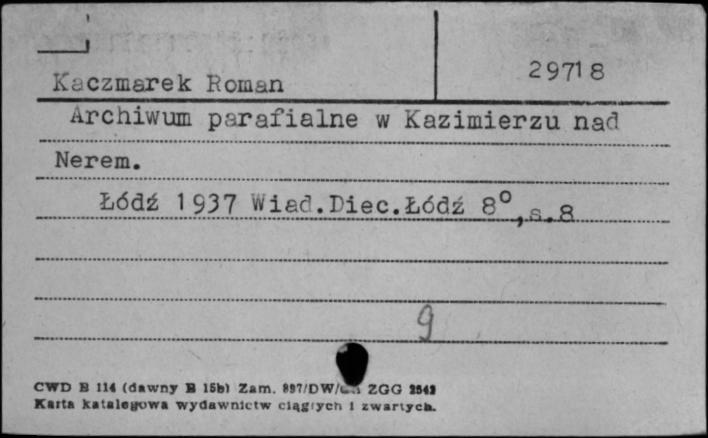 Kaczmarek Roman
29718
Archiwum parafialne w Kazimierzu nad
Nerem.
Łódź 1937 Wiad.Diec.Łódź 8°,s.8
9
CWD B 114 (dawny B 15b) Zam. 897/DW/ ZGG 2542
Karta katalogowa wydawnictw ciągłych i zwartych.